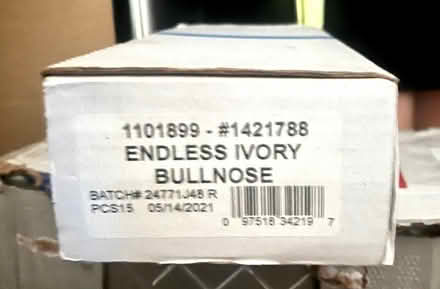 1101899 - #1421788
ENDLESS IVORY
BULLNOSE
BATCH# 24771J48 R
PCS15 05/14/2021
0 97518 34219 7